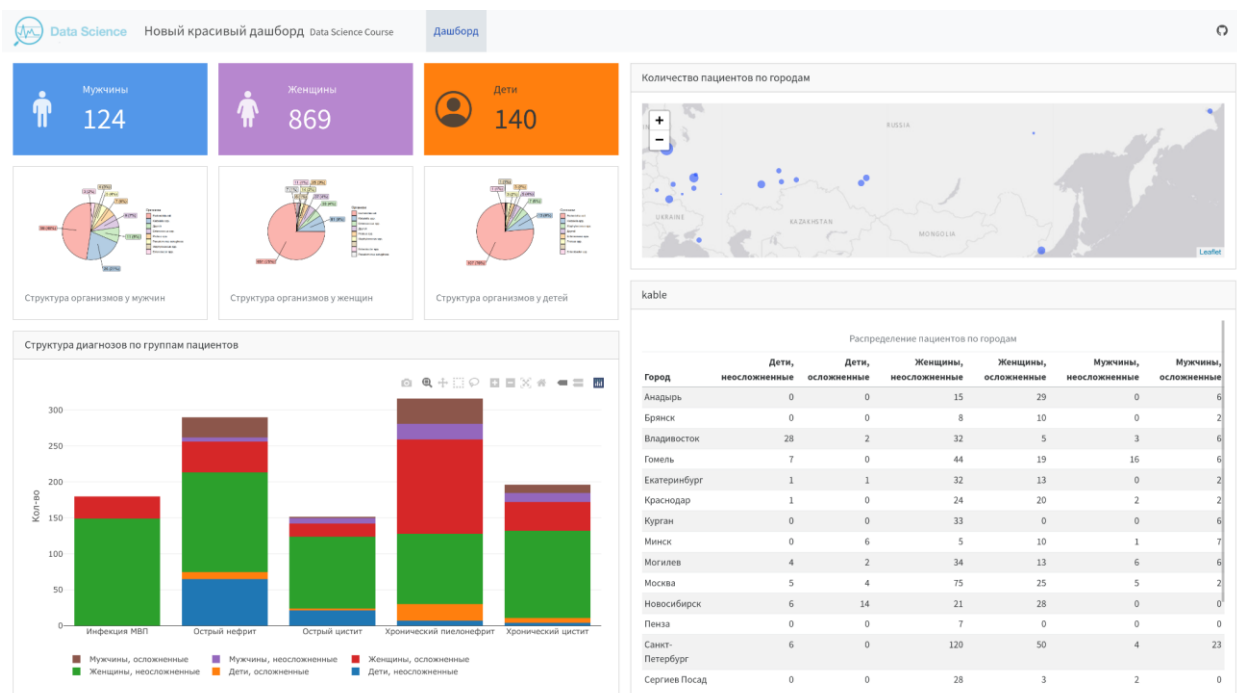 Data Science Новый красивый дашборд Data Science Course Дашборд
Мужчины
124
Женщины
869
Дети
140
Структура организмов у мужчин
Структура организмов у женщин
Структура организмов у детей
Структура диагнозов по группам пациентов
Кол-во
300
250
200
150
100
50
0
Инфекция МВП Острый нефрит Острый цистит Хронический пиелонефрит Хронический цистит
Мужчины, осложненные Мужчины, неосложненные Женщины, осложненные
Женщины, неосложненные Дети, осложненные Дети, неосложненные
Количество пациентов по городам
+
−
RUSSIA
UKRAINE
KAZAKHSTAN
MONGOLIA
Leaflet
kable
Распределение пациентов по городам
Дети, Дети, Женщины, Женщины, Мужчины, Мужчины,
Город неосложненные осложненные неосложненные осложненные неосложненные осложненные
Анадырь 0 0 15 29 0 6
Брянск 0 0 8 10 0 2
Владивосток 28 2 32 5 3 6
Гомель 7 0 44 19 16 6
Екатеринбург 1 1 32 13 0 2
Краснодар 1 0 24 20 2 2
Курган 0 0 33 0 0 6
Минск 0 6 5 10 1 7
Могилев 4 2 34 13 6 6
Москва 5 4 75 25 5 2
Новосибирск 6 14 21 28 0 0
Пенза 0 0 7 0 0 0
Санкт-
Петербург 6 0 120 50 4 23
Сергиев Посад 0 0 28 3 2 0